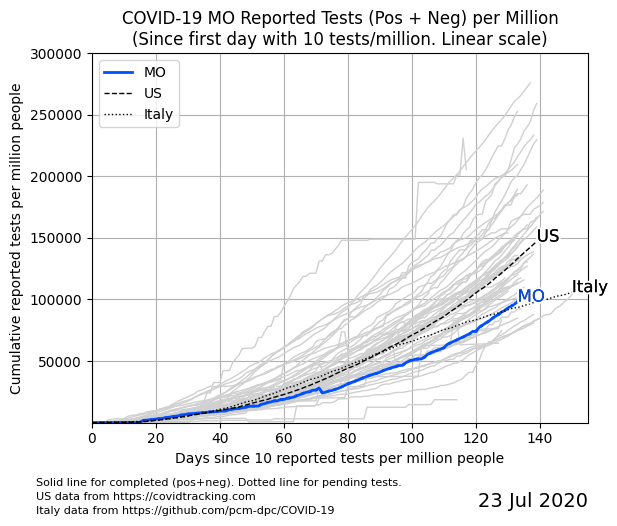 COVID-19 MO Reported Tests (Pos + Neg) per Million
(Since first day with 10 tests/million. Linear scale)
300000
250000
200000
150000
100000
50000
Cumulative reported tests per million people
MO
US
Italy
US
Italy
MO
0
20
40
60
80
100
120
140
Days since 10 reported tests per million people
Solid line for completed (pos+neg). Dotted line for pending tests.
US data from https://covidtracking.com
Italy data from https://github.com/pcm-dpc/COVID-19
23 Jul 2020